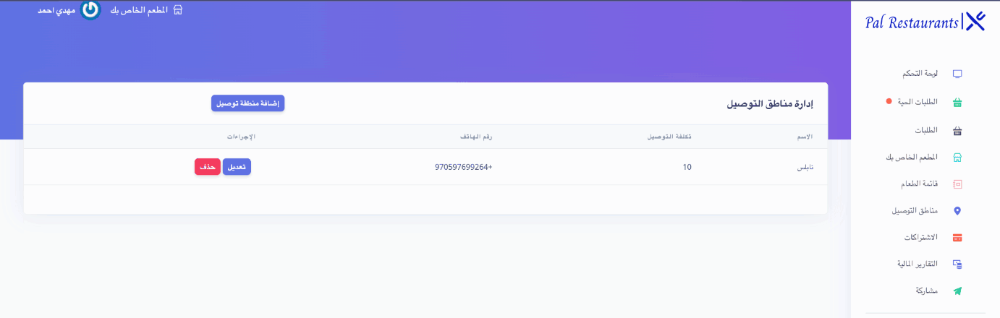 Pal Restaurants
المطعم الخاص بك
مهدي احمد
لوحة التحكم
الطلبات الحية
الطلبات
المطعم الخاص بك
قائمة الطعام
مناطق التوصيل
الاشتراكات
التقارير المالية
مشاركة
إدارة مناطق التوصيل
إضافة منطقة توصيل
الاسم تكلفة التوصيل رقم الهاتف الإجراءات
نابلس 10 +970597699264 تعديل حذف